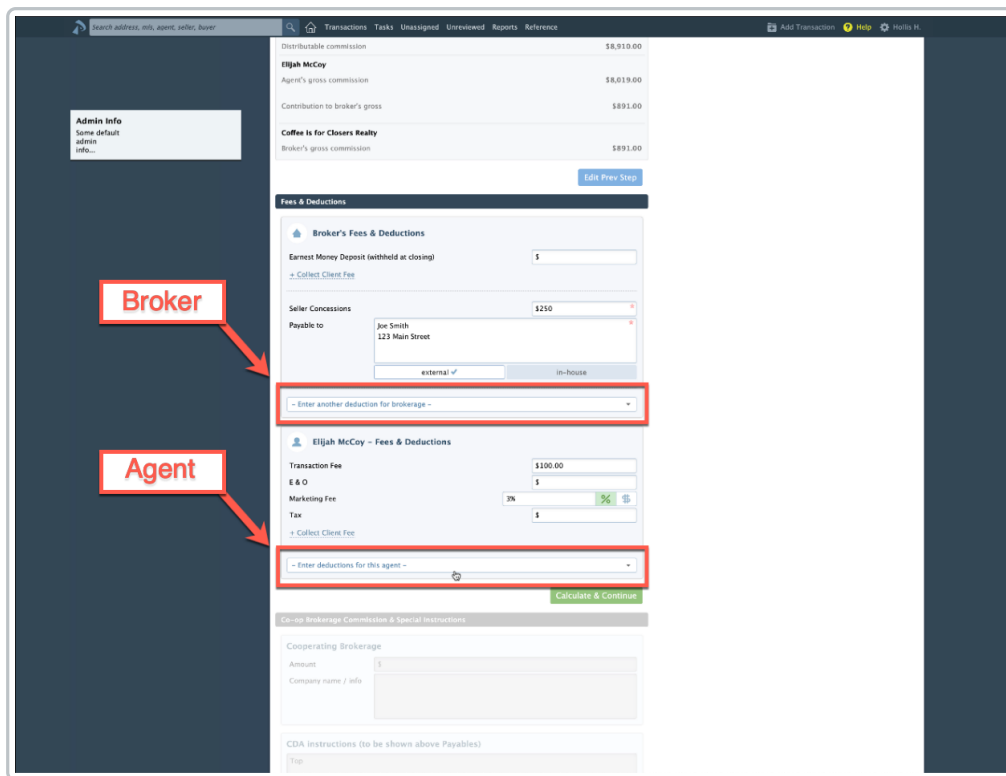 Search address, mls, agent, seller, buyer
Transactions Tasks Unassigned Unreviewed Reports Reference
Add Transaction ? Help Hollis H.
Distributable commission $8,910.00
Elijah McCoy
Agent's gross commission $8,019.00
Contribution to broker's gross $891.00
Admin Info
Some default
admin
info...
Coffee Is for Closers Realty
Broker's gross commission $891.00
Edit Prev Step
Fees & Deductions
Broker's Fees & Deductions
Earnest Money Deposit (withheld at closing) $
+ Collect Client Fee
Broker
Seller Concessions $250 *
Payable to Joe Smith *
123 Main Street
external ✓ in-house
- Enter another deduction for brokerage -
Elijah McCoy - Fees & Deductions
Agent
Transaction Fee $100.00
E & O $
Marketing Fee 3% % $
Tax $
+ Collect Client Fee
- Enter deductions for this agent -
Calculate & Continue
Co-op Brokerage Commission & Special Instructions
Cooperating Brokerage
Amount $
Company name / info
CDA Instructions (to be shown above Payables)
Top